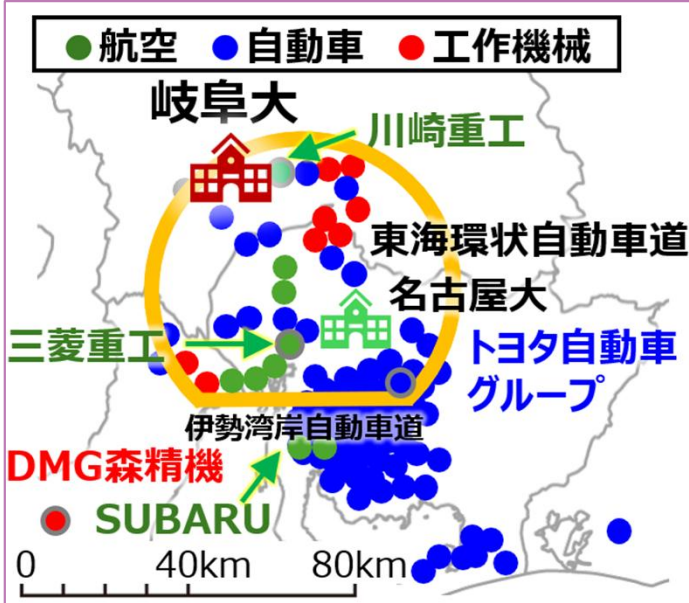 航空 自動車 工作機械
岐阜大
川崎重工
東海環状自動車道
名古屋大
三菱重工
トヨタ自動車
グループ
伊勢湾岸自動車道
DMG森精機
SUBARU
0 40km 80km